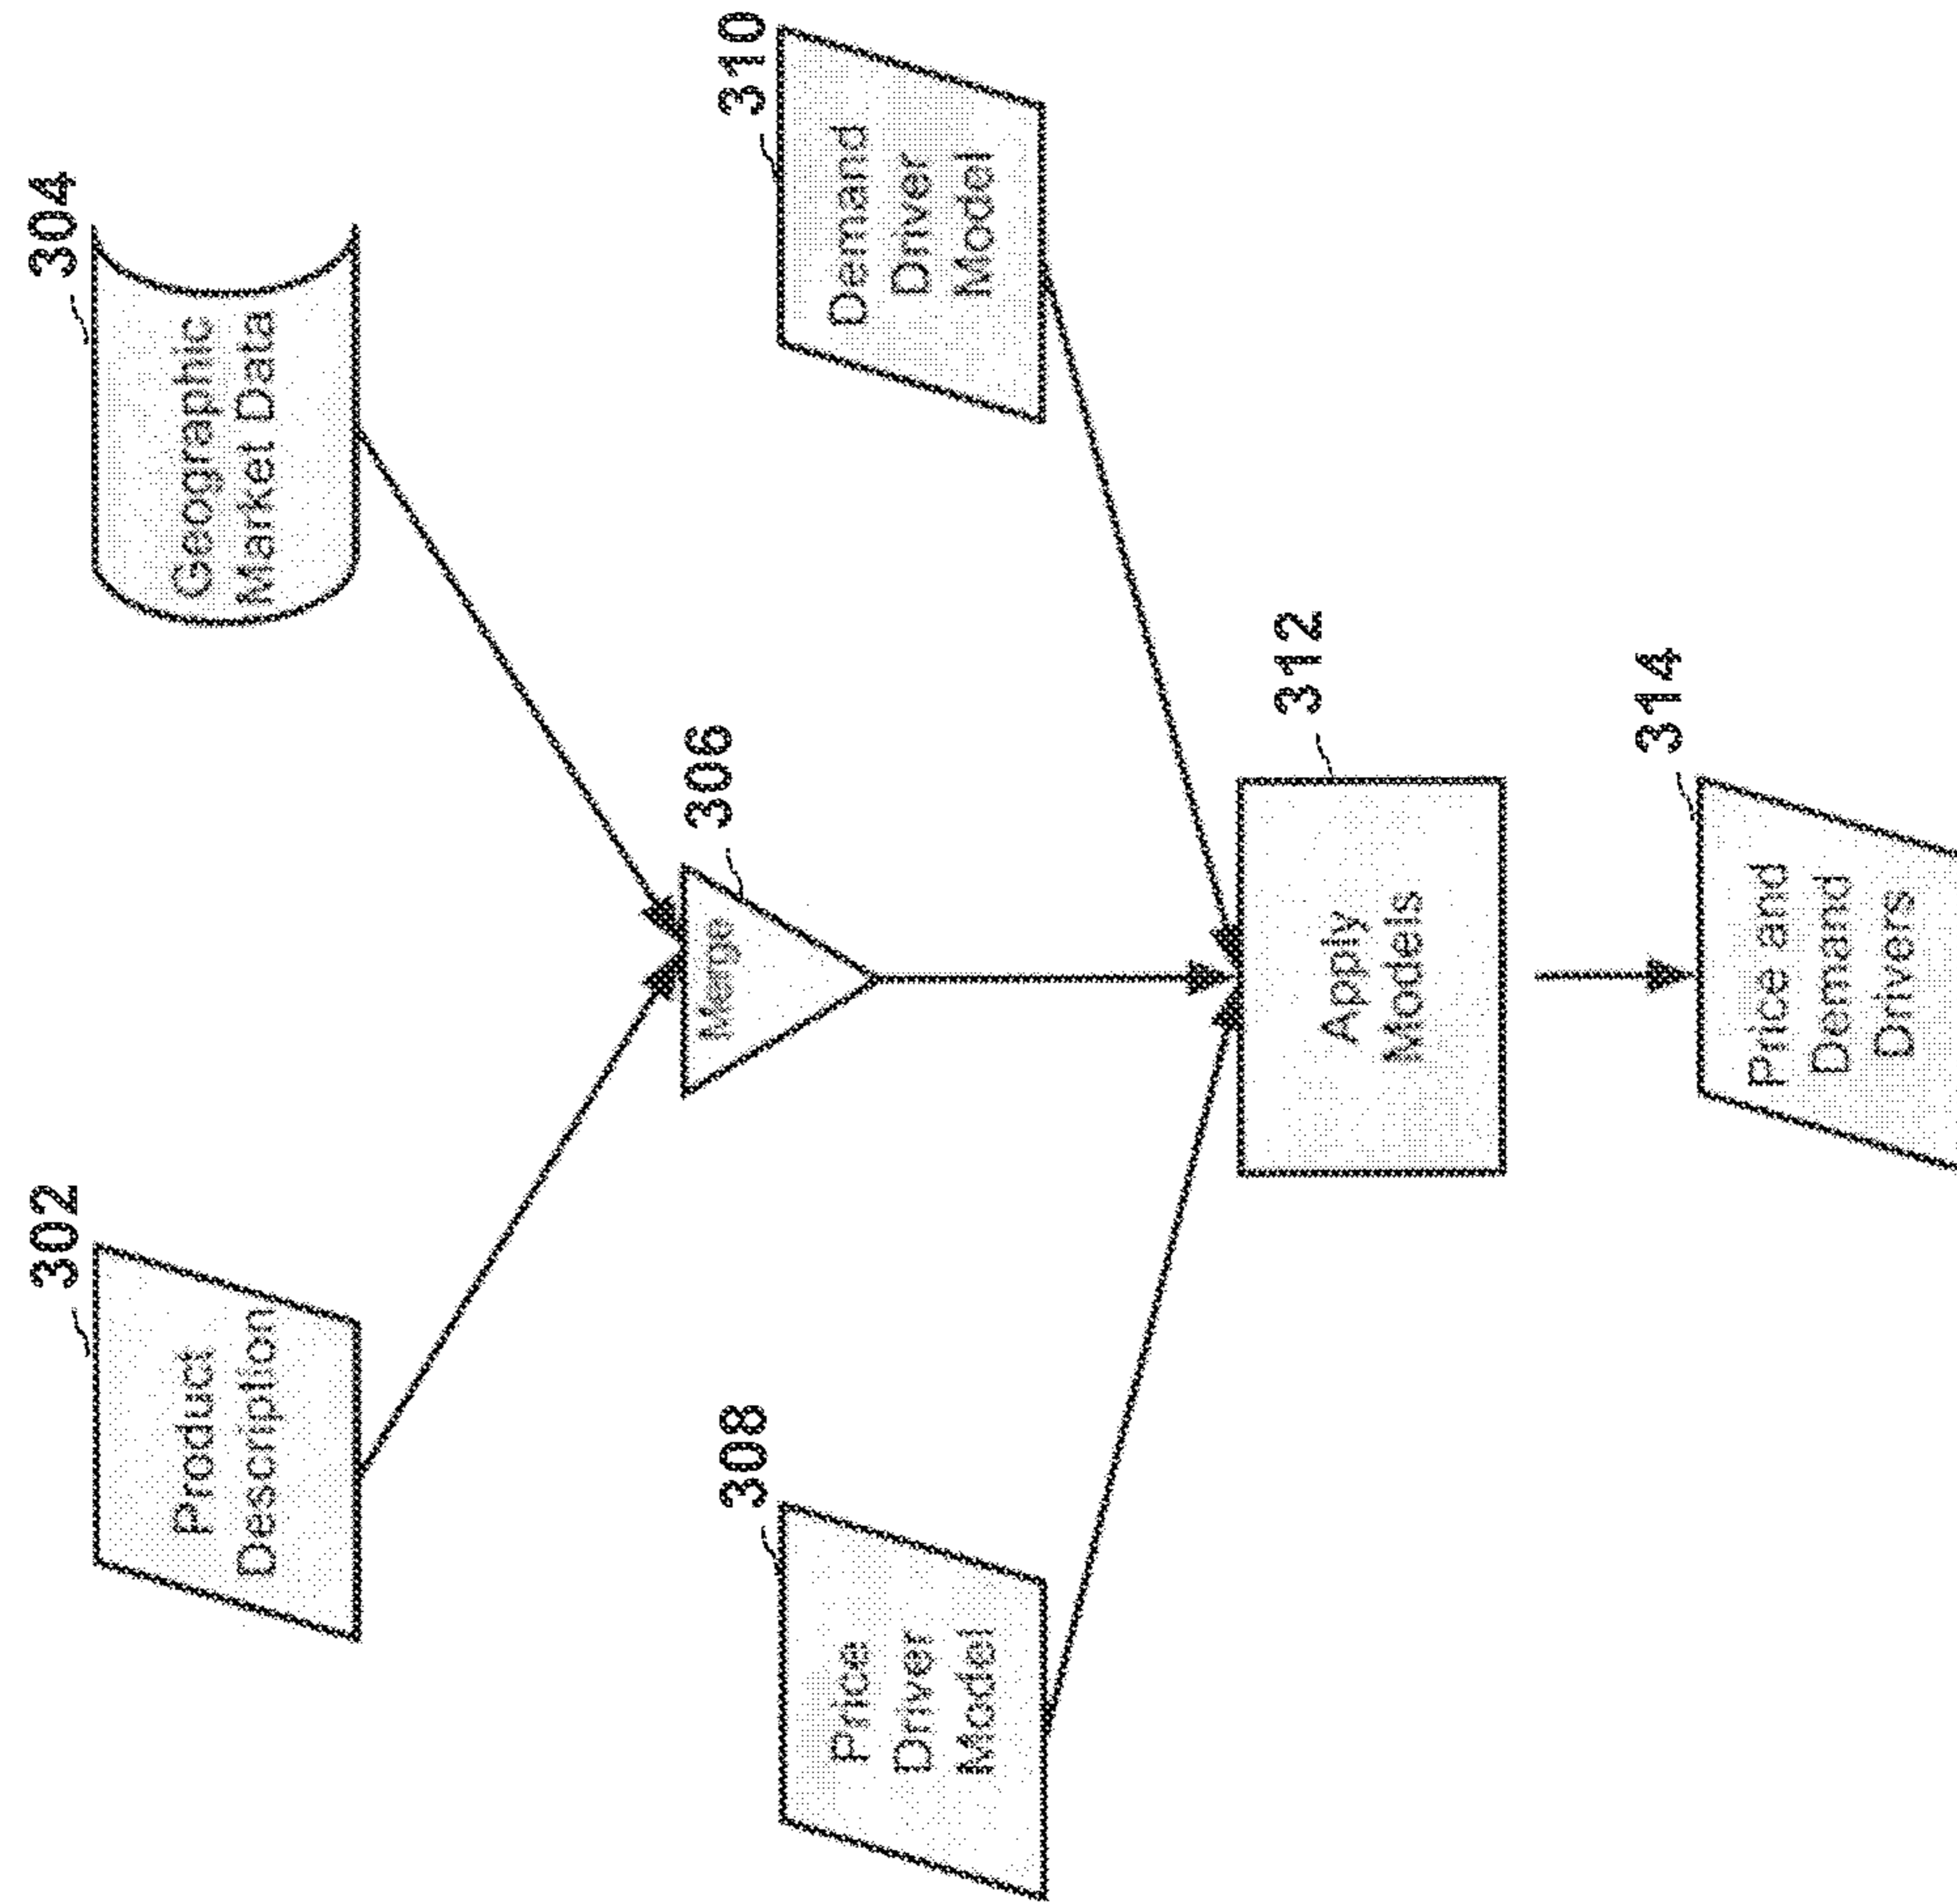 302
Product
Description
304
Geographic
Market Data
306
Merge
308
Price
Driver
Model
310
Demand
Driver
Model
312
Apply
Models
314
Price and
Demand
Drivers